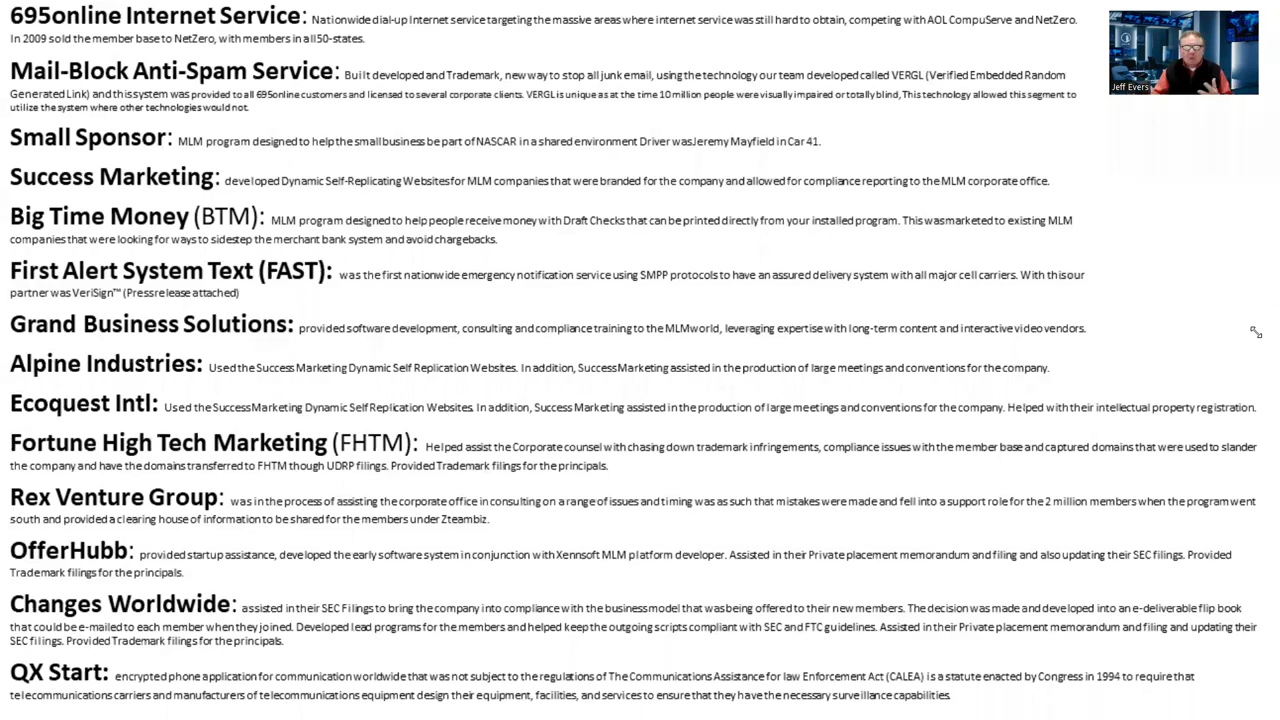 695online Internet Service: Nationwide dial-up Internet service targeting the massive areas where internet service was still hard to obtain, competing with AOL CompuServe and NetZero.
In 2009 sold the member base to NetZero, with members in all 50-states.
Mail-Block Anti-Spam Service: Built developed and Trademark, new way to stop all junk email, using the technology our team developed called VERGL (Verified Embedded Random
Generated Link) and this system was provided to all 695online customers and licensed to several corporate clients. VERGL is unique as at the time 10 million people were visually impaired or totally blind, This technology allowed this segment to
utilize the system where other technologies would not.
Small Sponsor: MLM program designed to help the small business be part of NASCAR in a shared environment Driver was Jeremy Mayfield in Car 41.
Success Marketing: developed Dynamic Self-Replicating Websites for MLM companies that were branded for the company and allowed for compliance reporting to the MLM corporate office.
Big Time Money (BTM): MLM program designed to help people receive money with Draft Checks that can be printed directly from your installed program. This was marketed to existing MLM
companies that were looking for ways to sidestep the merchant bank system and avoid chargebacks.
First Alert System Text (FAST): was the first nationwide emergency notification service using SMPP protocols to have an assured delivery system with all major cell carriers. With this our
partner was VeriSign™ (Press release attached)
Grand Business Solutions: provided software development, consulting and compliance training to the MLM world, leveraging expertise with long-term content and interactive video vendors.
Alpine Industries: Used the Success Marketing Dynamic Self Replication Websites. In addition, Success Marketing assisted in the production of large meetings and conventions for the company.
Ecoquest Intl: Used the Success Marketing Dynamic Self Replication Websites. In addition, Success Marketing assisted in the production of large meetings and conventions for the company. Helped with their intellectual property registration.
Fortune High Tech Marketing (FHTM): Helped assist the Corporate counsel with chasing down trademark infringements, compliance issues with the member base and captured domains that were used to slander
the company and have the domains transferred to FHTM though UDRP filings. Provided Trademark filings for the principals.
Rex Venture Group: was in the process of assisting the corporate office in consulting on a range of issues and timing was as such that mistakes were made and fell into a support role for the 2 million members when the program went
south and provided a clearing house of information to be shared for the members under Zteambiz.
OfferHubb: provided startup assistance, developed the early software system in conjunction with Xennsoft MLM platform developer. Assisted in their Private placement memorandum and filing and also updating their SEC filings. Provided
Trademark filings for the principals.
Changes Worldwide: assisted in their SEC Filings to bring the company into compliance with the business model that was being offered to their new members. The decision was made and developed into an e-deliverable flip book
that could be e-mailed to each member when they joined. Developed lead programs for the members and helped keep the outgoing scripts compliant with SEC and FTC guidelines. Assisted in their Private placement memorandum and filing and updating their
SEC filings. Provided Trademark filings for the principals.
QX Start: encrypted phone application for communication worldwide that was not subject to the regulations of The Communications Assistance for law Enforcement Act (CALEA) is a statute enacted by Congress in 1994 to require that
telecommunications carriers and manufacturers of telecommunications equipment design their equipment, facilities, and services to ensure that they have the necessary surveillance capabilities.
Jeff Evers